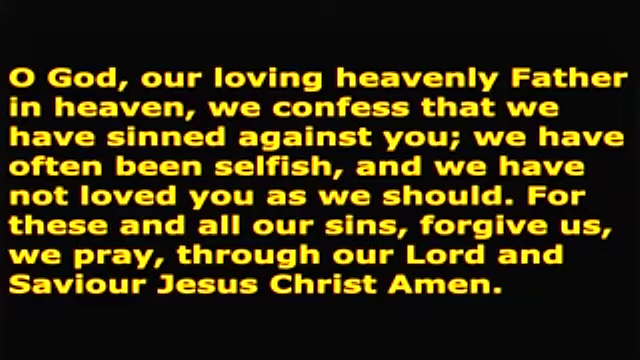 O God, our loving heavenly Father
in heaven, we confess that we
have sinned against you; we have
often been selfish, and we have
not loved you as we should. For
these and all our sins, forgive us,
we pray, through our Lord and
Saviour Jesus Christ Amen.